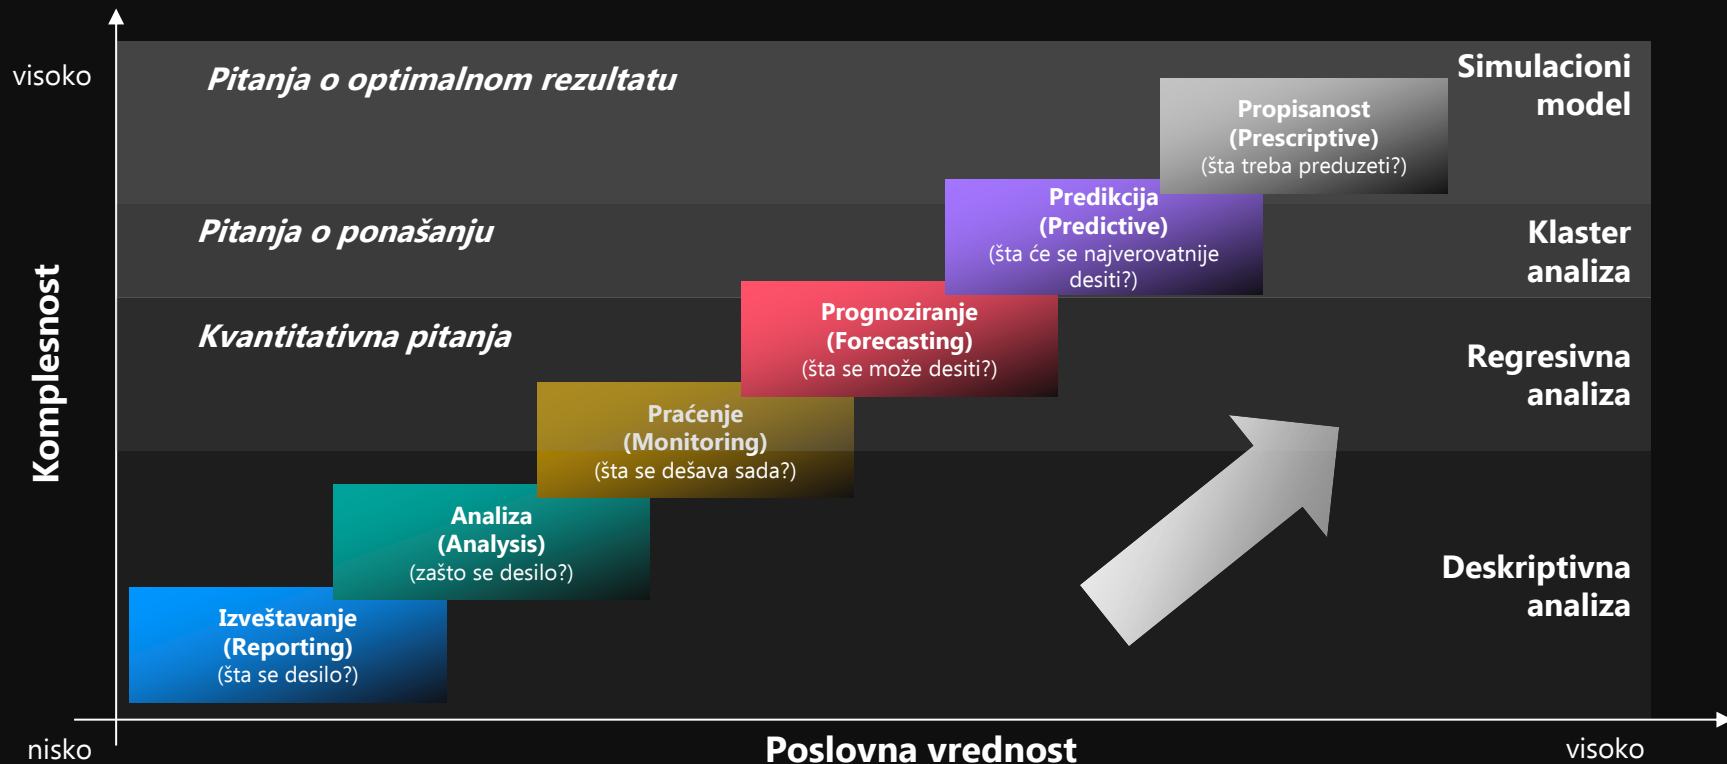 visoko
Pitanja o optimalnom rezultatu
Simulacioni
model
Propisanost
(Prescriptive)
(šta treba preduzeti?)
Pitanja o ponašanju
Predikcija
(Predictive)
(šta će se najverovatnije
desiti?)
Klaster
analiza
Kvantitativna pitanja
Prognoziranje
(Forecasting)
(šta se može desiti?)
Regresivna
analiza
Komplesnost
Praćenje
(Monitoring)
(šta se dešava sada?)
Analiza
(Analysis)
(zašto se desilo?)
Deskriptivna
analiza
Izveštavanje
(Reporting)
(šta se desilo?)
nisko
Poslovna vrednost
visoko